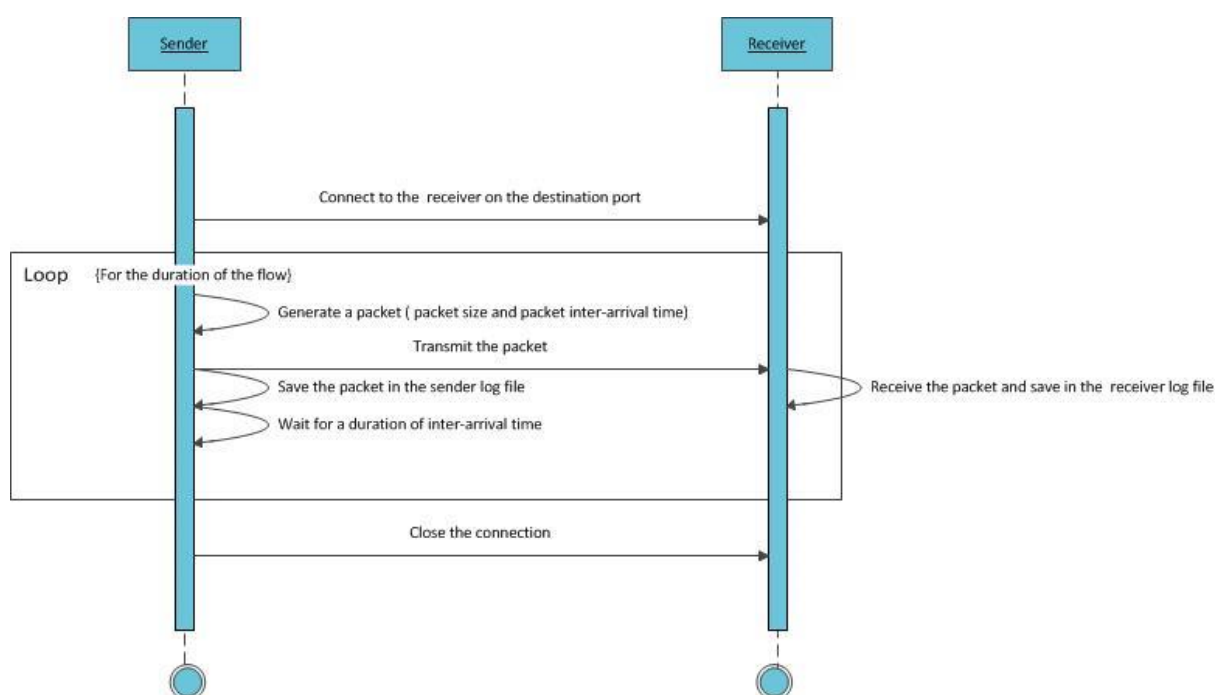 Sender
Receiver
Connect to the  receiver on the destination port
Loop {For the duration of the flow}
Generate a packet ( packet size and packet inter-arrival time)
Transmit the packet
Save the packet in the sender log file
Receive the packet and save in the  receiver log file
Wait for a duration of inter-arrival time
Close the connection